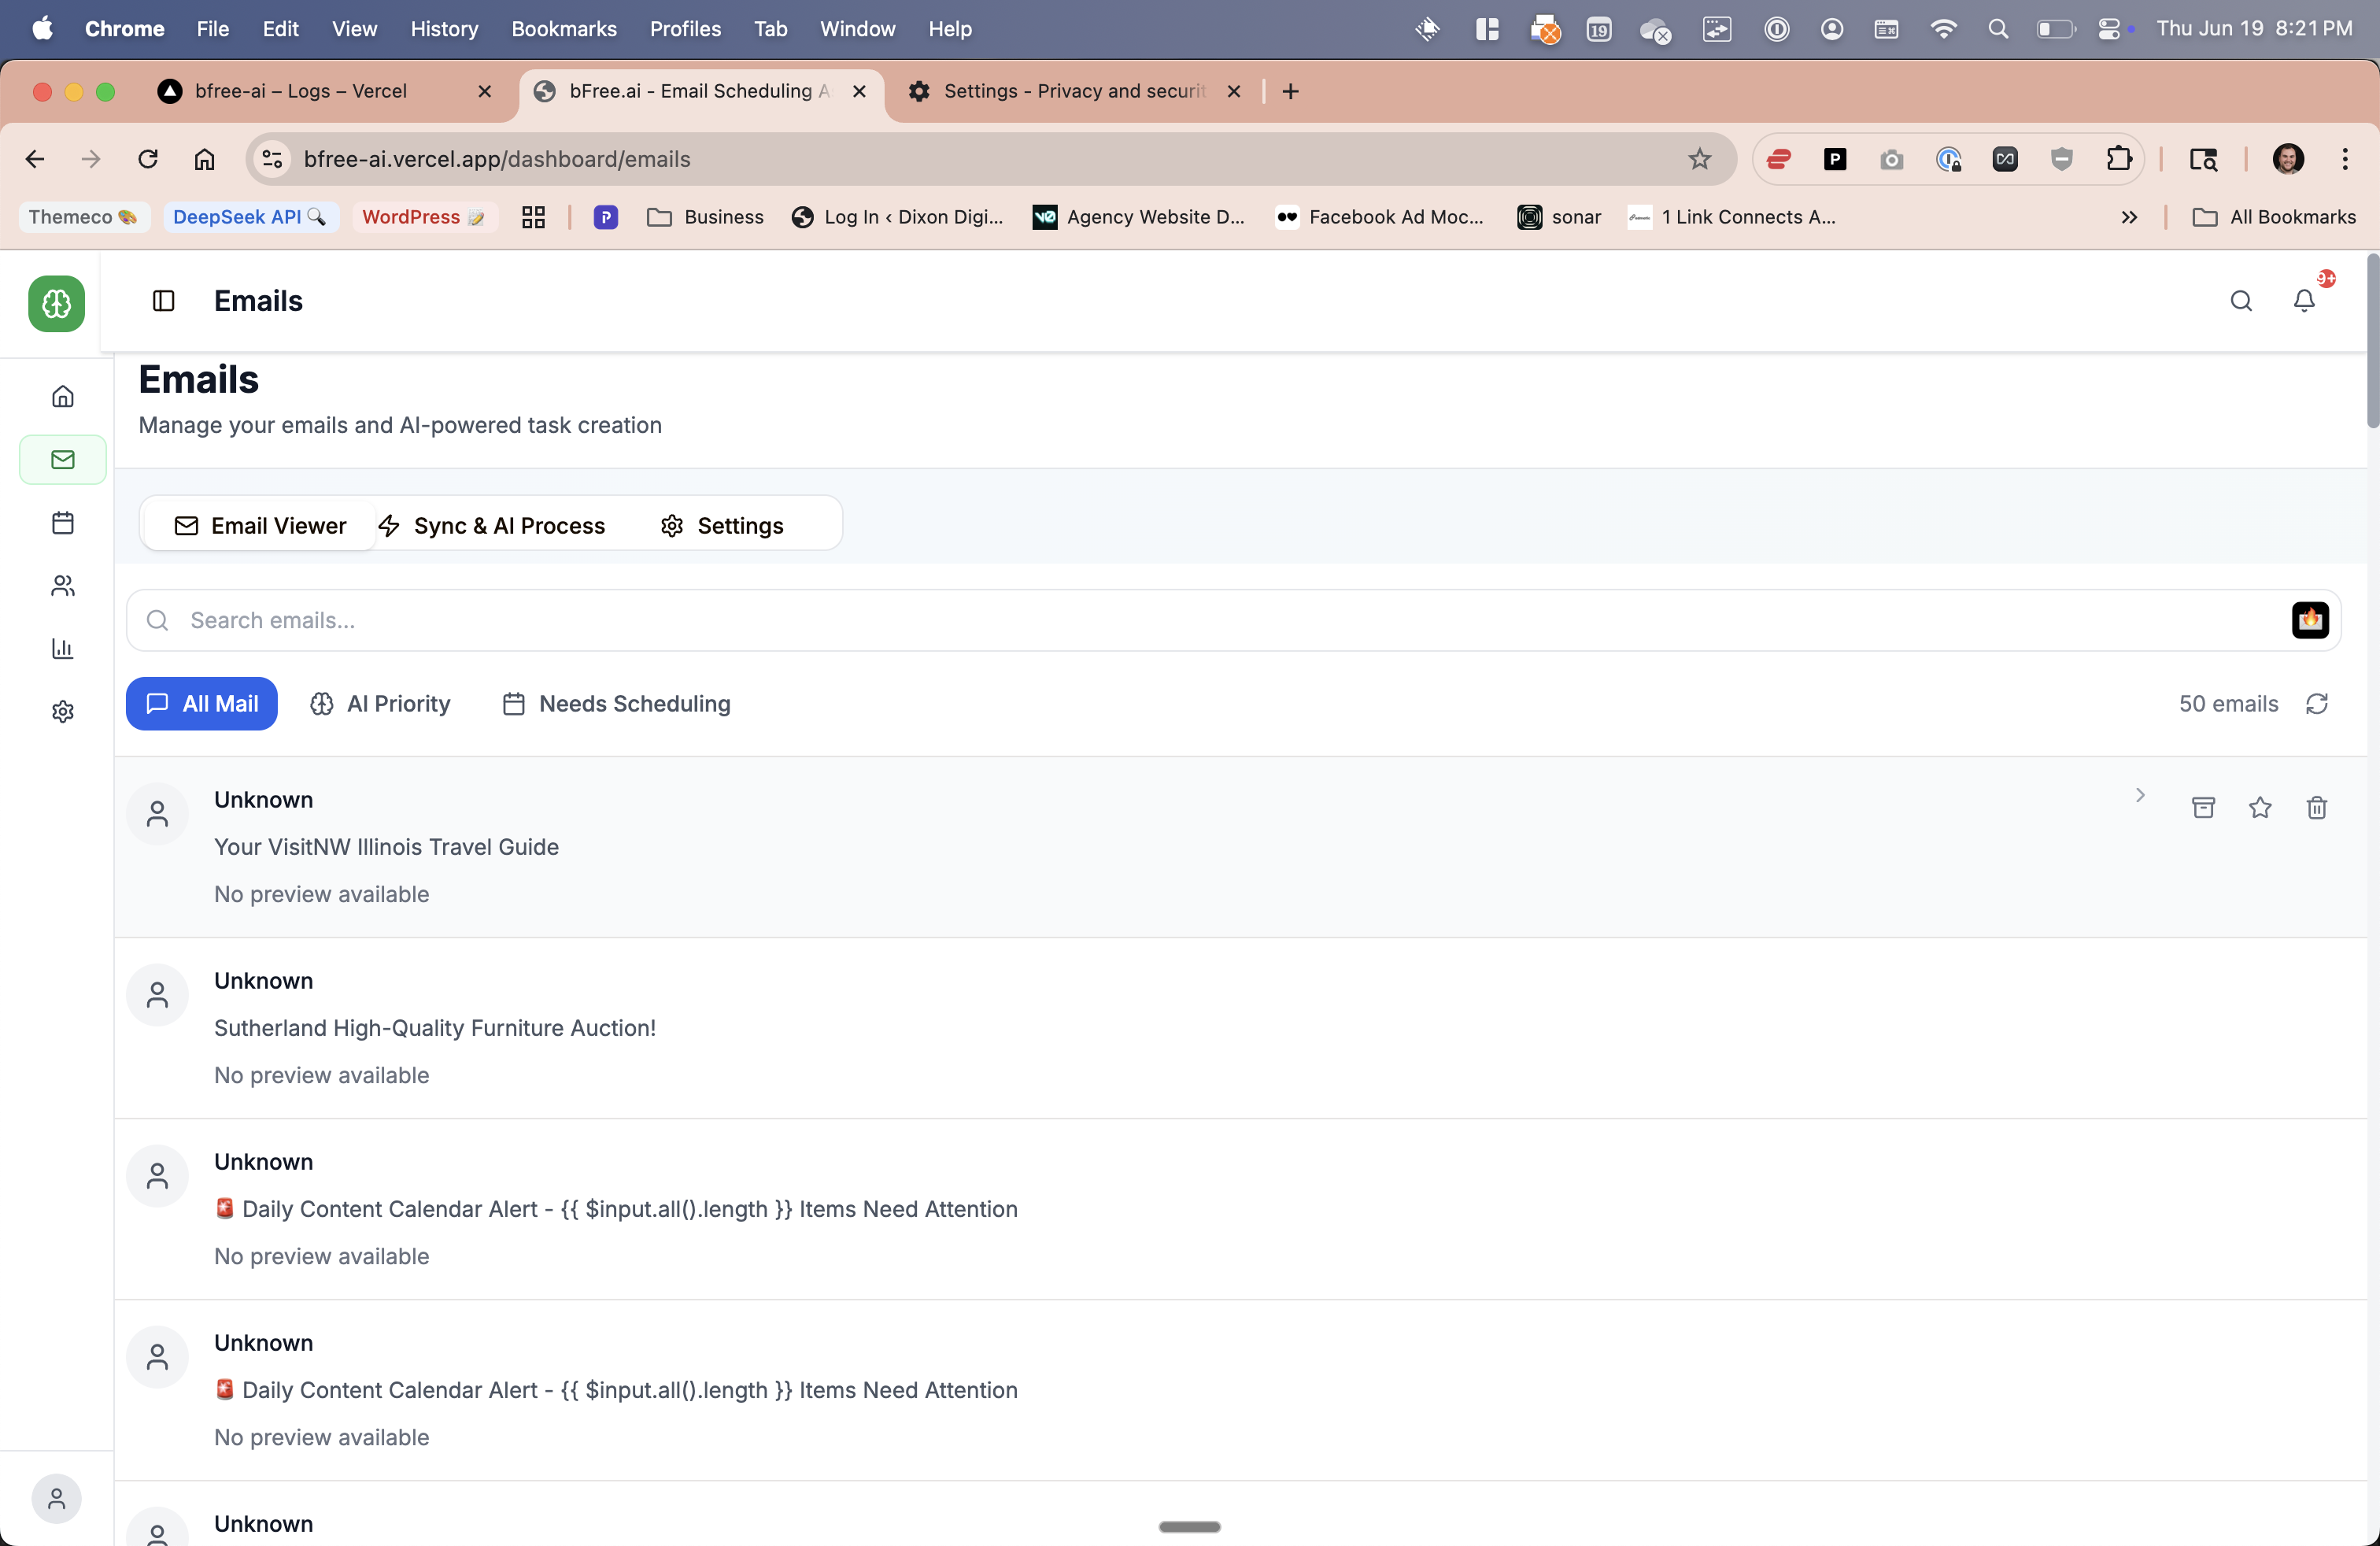 Chrome File Edit View History Bookmarks Profiles Tab Window Help 19 Thu Jun 19 8:21 PM
bfree-ai – Logs – Vercel bFree.ai - Email Scheduling A Settings - Privacy and securit
bfree-ai.vercel.app/dashboard/emails
Themeco 🎨 DeepSeek API 🔍 WordPress 📝 Business Log In ‹ Dixon Digi... Agency Website D... Facebook Ad Moc... sonar 1 Link Connects A... » All Bookmarks
Emails 9+
Emails
Manage your emails and AI-powered task creation
Email Viewer Sync & AI Process Settings
Search emails...
All Mail AI Priority Needs Scheduling 50 emails
Unknown
Your VisitNW Illinois Travel Guide
No preview available
Unknown
Sutherland High-Quality Furniture Auction!
No preview available
Unknown
🚨 Daily Content Calendar Alert - {{ $input.all().length }} Items Need Attention
No preview available
Unknown
🚨 Daily Content Calendar Alert - {{ $input.all().length }} Items Need Attention
No preview available
Unknown